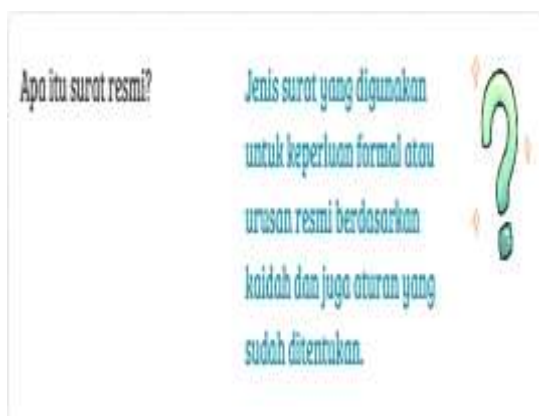 Apa itu surat resmi?
Jenis surat yang digunakan
untuk keperluan formal atau
urusan resmi berdasarkan
kaidah dan juga aturan yang
sudah ditentukan.